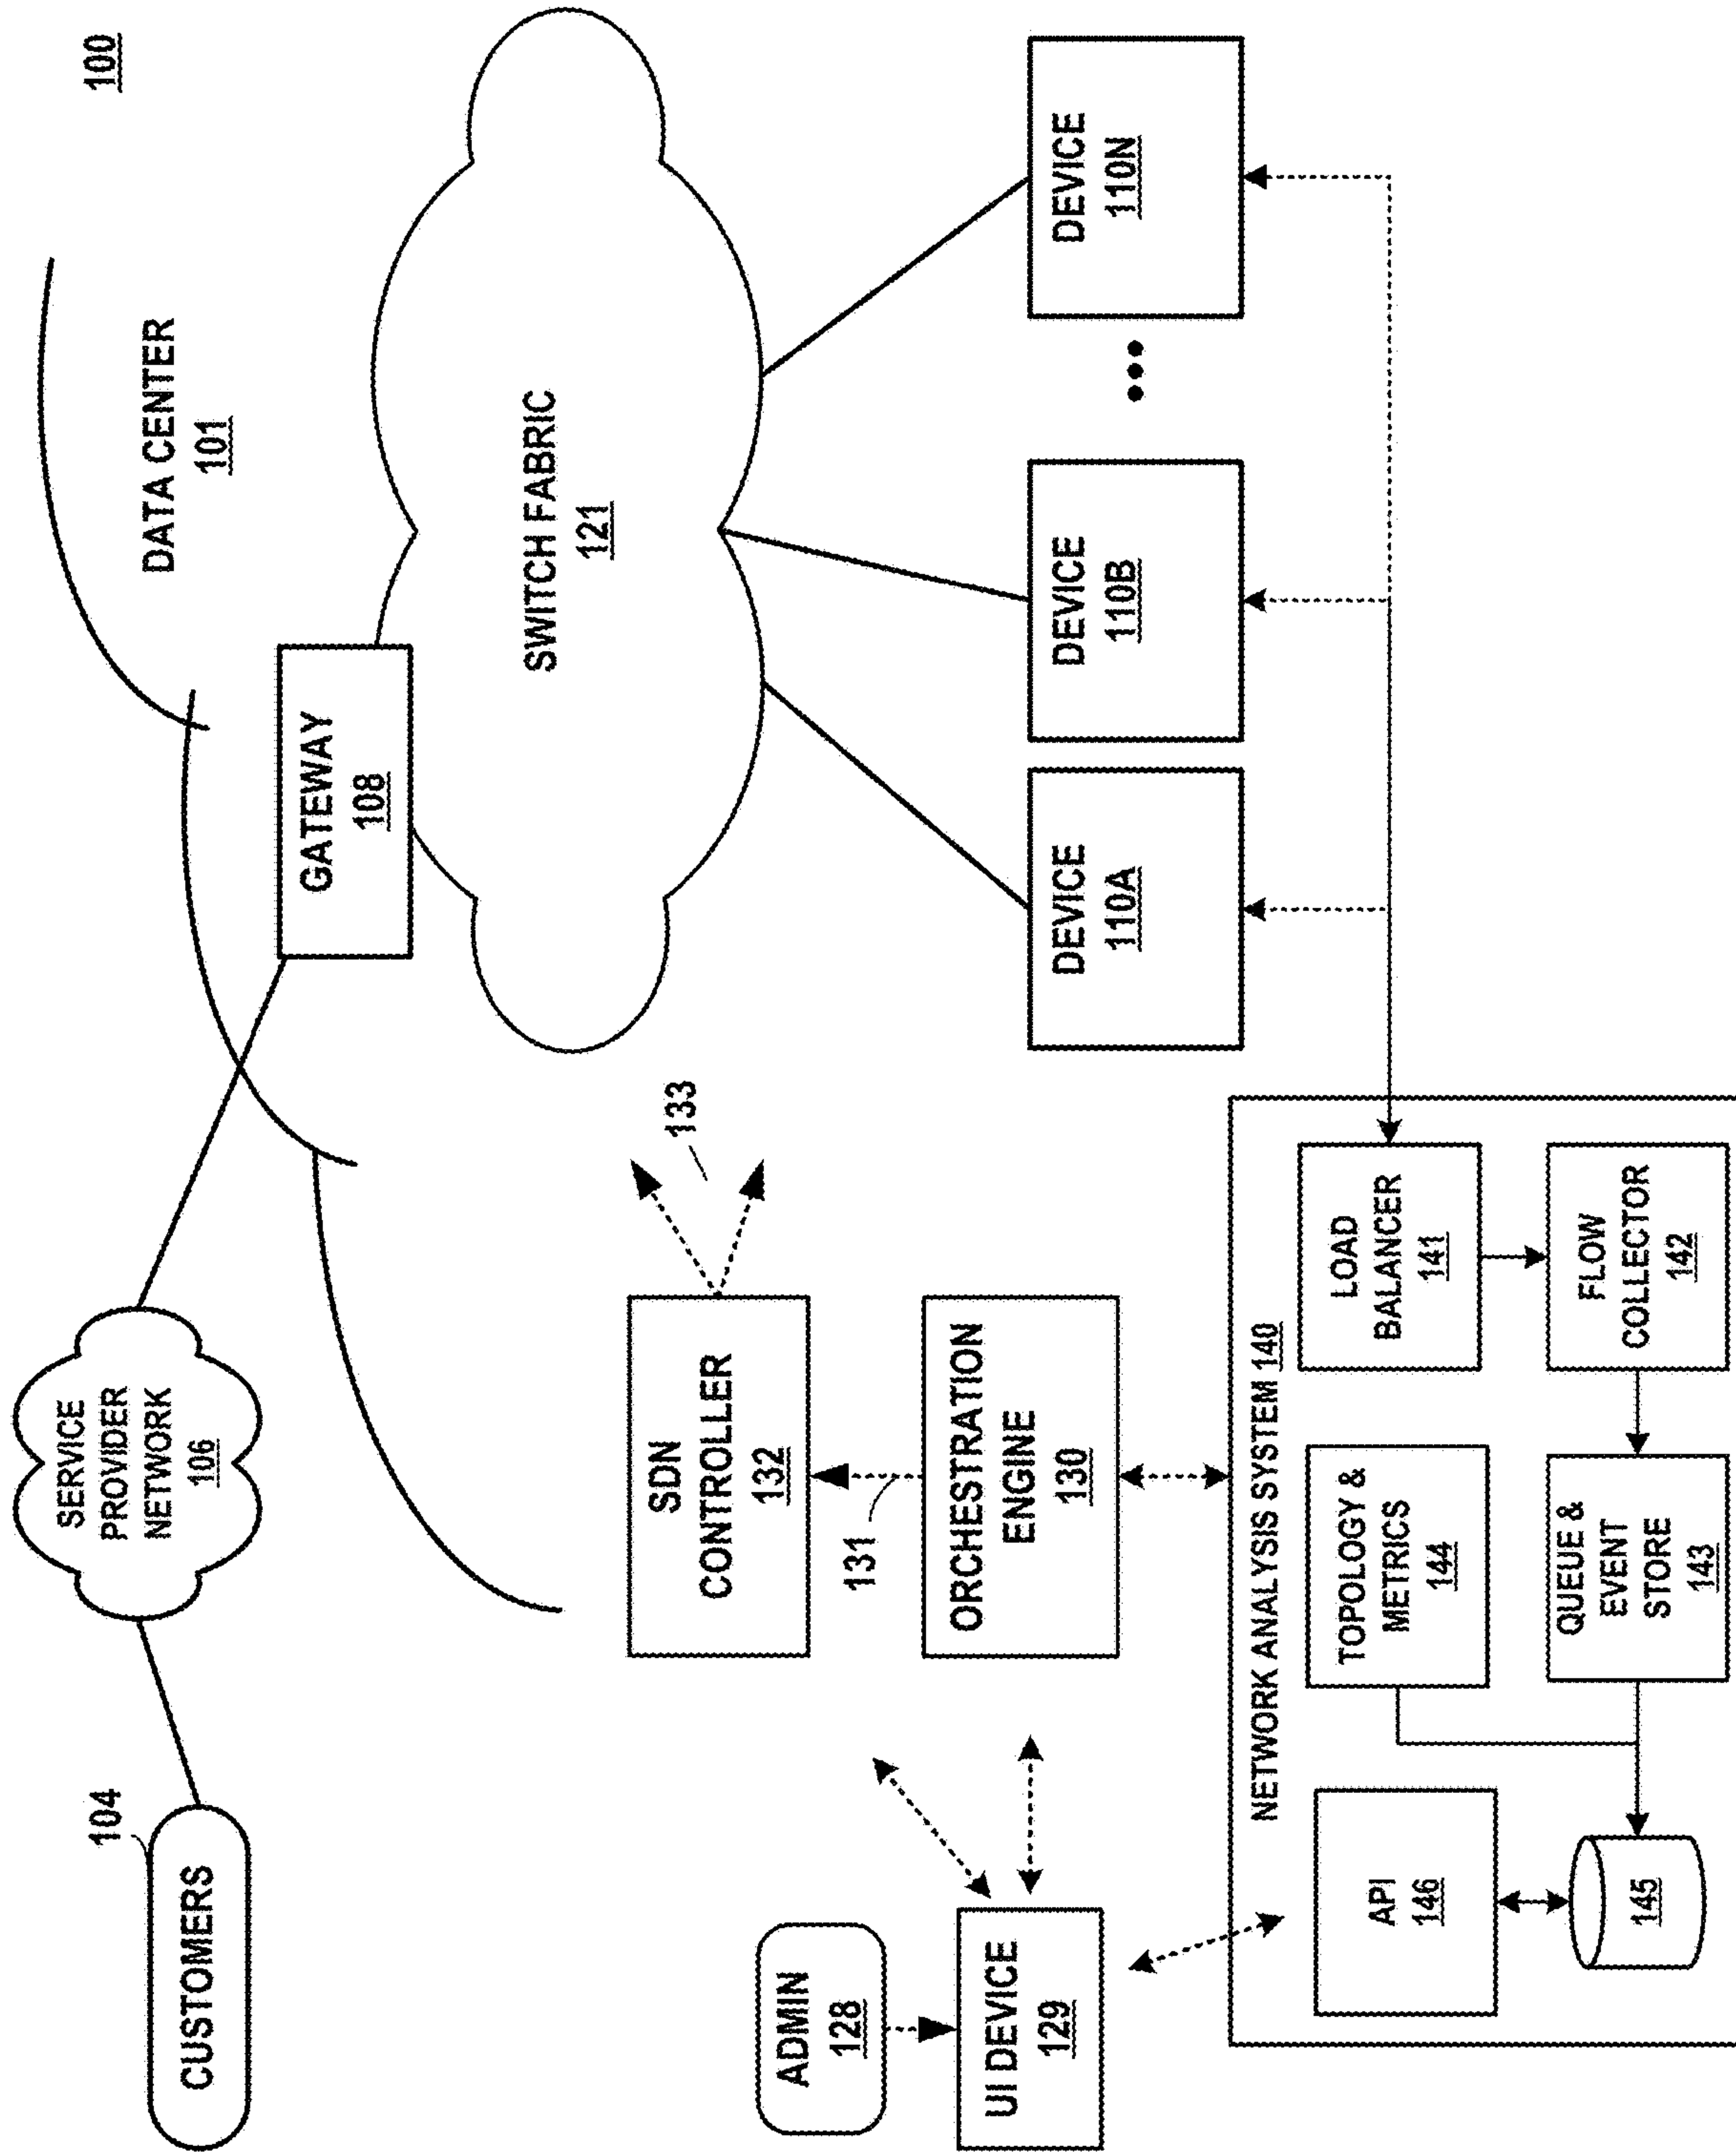 100
CUSTOMERS
104
SERVICE
PROVIDER
NETWORK
106
DATA CENTER
101
GATEWAY
108
SWITCH FABRIC
121
SDN
CONTROLLER
132
133
131
ORCHESTRATION
ENGINE
130
ADMIN
128
UI DEVICE
129
DEVICE
110A
DEVICE
110B
DEVICE
110N
NETWORK ANALYSIS SYSTEM 140
API
146
TOPOLOGY &
METRICS
144
LOAD
BALANCER
141
145
QUEUE &
EVENT
STORE
143
FLOW
COLLECTOR
142